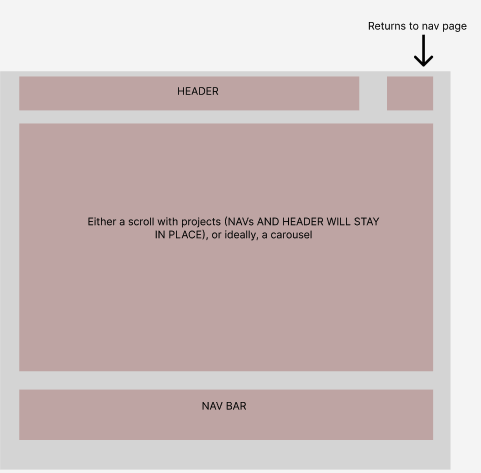 Returns to nav page
HEADER
Either a scroll with projects (NAVs AND HEADER WILL STAY
IN PLACE), or ideally, a carousel
NAV BAR